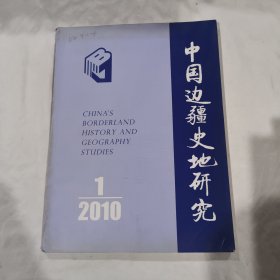 CHINA'S
BORDERLAND
HISTORY AND
GEOGRAPHY
STUDIES
1
2010
中国边疆史地研究